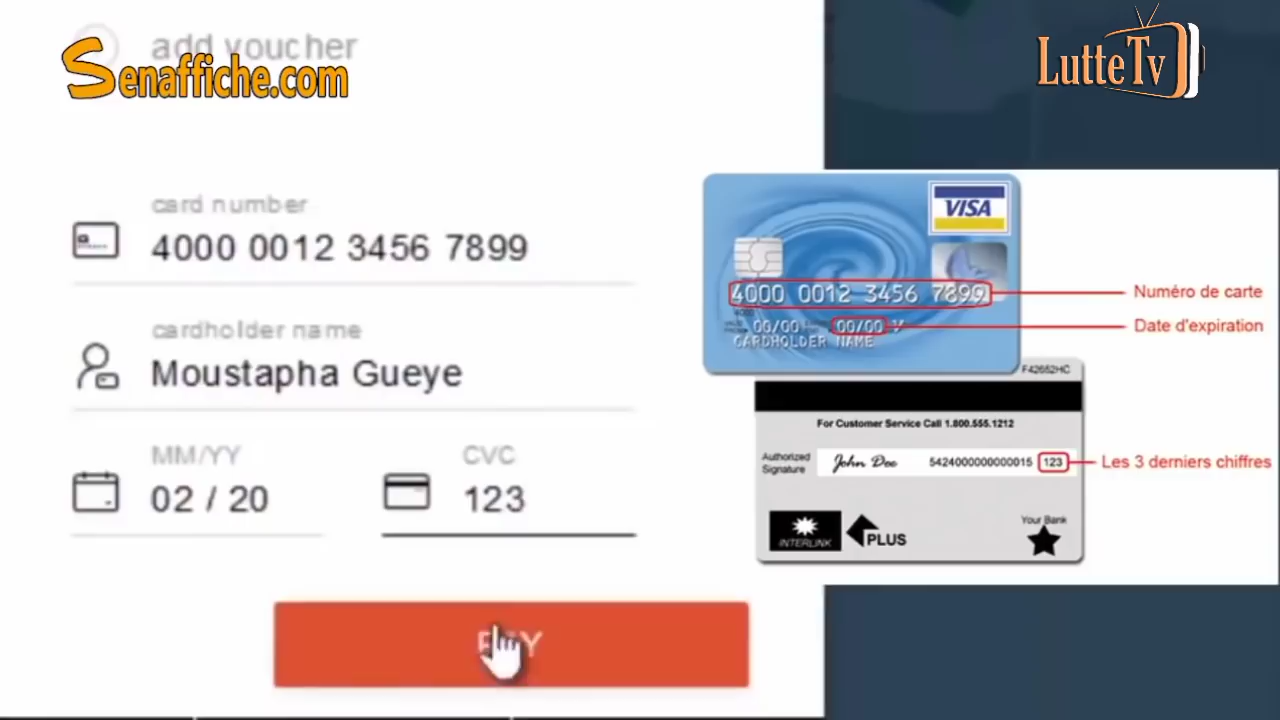 add voucher
Senaffiche.com
LutteTv
card number
4000 0012 3456 7899
cardholder name
Moustapha Gueye
MM/YY
02 / 20
CVC
123
PAY
VISA
4000 0012 3456 7899
4000
00/00
00/00 V
CARDHOLDER NAME
Numéro de carte
Date d'expiration
F42652HC
For Customer Service Call 1.800.555.1212
Authorized
Signature
John Doe
5424000000000015
123
Les 3 derniers chiffres
INTERLINK
PLUS
Your Bank